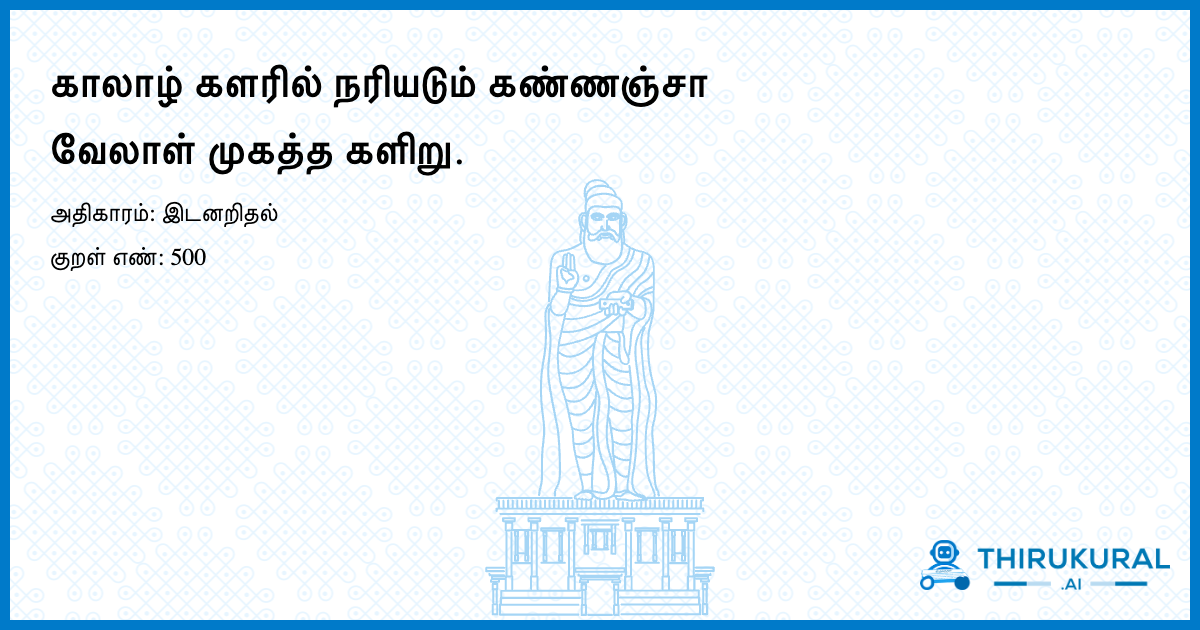 காலாழ் களரில் நரியடும் கண்ணஞ்சா
வேலாள் முகத்த களிறு.
அதிகாரம்: இடனறிதல்
குறள் எண்: 500
THIRUKURAL
.AI